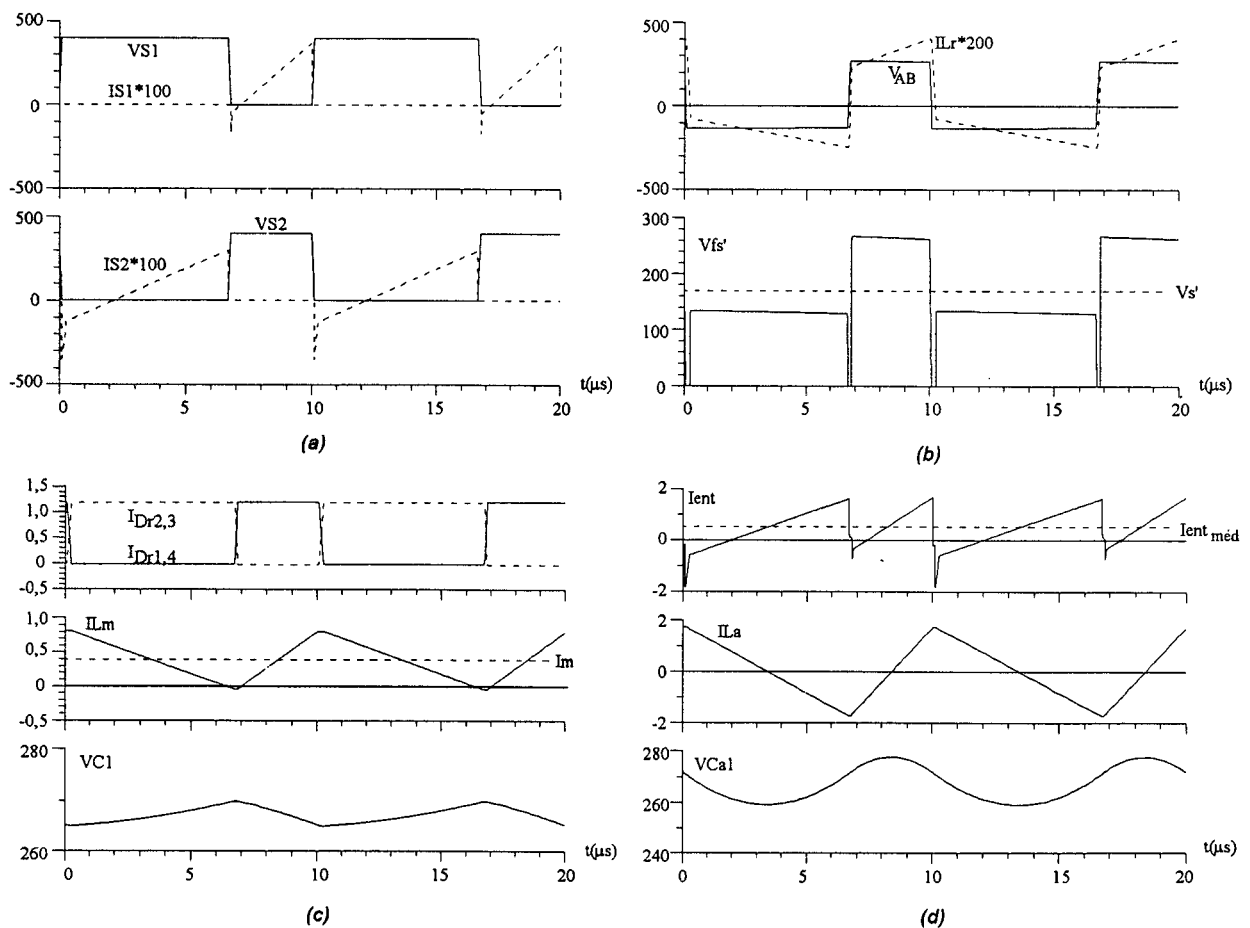 500
VS1
IS1*100
0
-500
500
VS2
IS2*100
0
-500
t(μs)
0 5 10 15 20
(a)
500
ILr*200
VAB
0
-500
300
Vfs'
200
Vs'
100
0
t(μs)
0 5 10 15 20
(b)
1,5
1,0
IDr2,3
0,5
IDr1,4
0
-0,5
1,0
ILm
0,5
Im
0
-0,5
280
VC1
260
t(μs)
0 5 10 15 20
(c)
2
Ient
Ient méd
0
-2
2
ILa
0
-2
280
VCa1
260
240
t(μs)
0 5 10 15 20
(d)